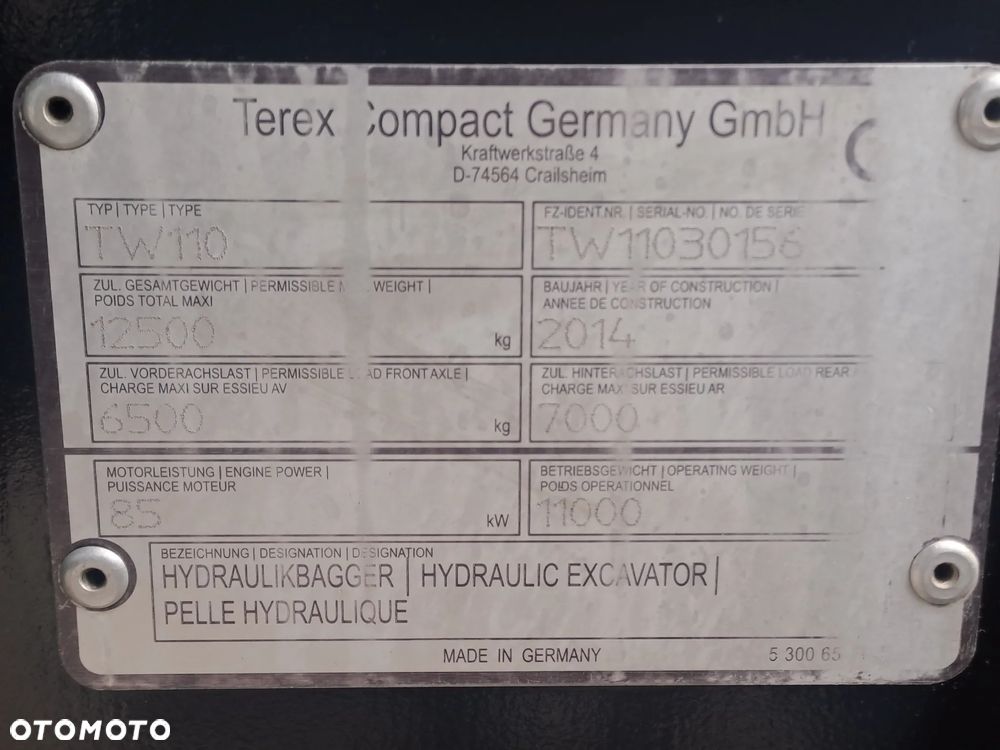 Terex Compact Germany GmbH
Kraftwerkstraße 4
D-74564 Crailsheim
TYP | TYPE | TYPE
TW110
FZ-IDENT.NR. | SERIAL-NO. | NO. DE SERIE
TW11030156
ZUL. GESAMTGEWICHT | PERMISSIBLE WEIGHT |
POIDS TOTAL MAXI
12500 kg
BAUJAHR | YEAR OF CONSTRUCTION |
ANNEE DE CONSTRUCTION
2014
ZUL. VORDERACHSLAST | PERMISSIBLE LOAD FRONT AXLE |
CHARGE MAXI SUR ESSIEU AV
6500 kg
ZUL. HINTERACHSLAST | PERMISSIBLE LOAD REAR
CHARGE MAXI SUR ESSIEU AR
7000
MOTORLEISTUNG | ENGINE POWER |
PUISSANCE MOTEUR
85 kW
BETRIEBSGEWICHT | OPERATING WEIGHT |
POIDS OPERATIONNEL
11000
BEZEICHNUNG | DESIGNATION | DESIGNATION
HYDRAULIKBAGGER | HYDRAULIC EXCAVATOR |
PELLE HYDRAULIQUE
MADE IN GERMANY
5 300 65
OTOMOTO